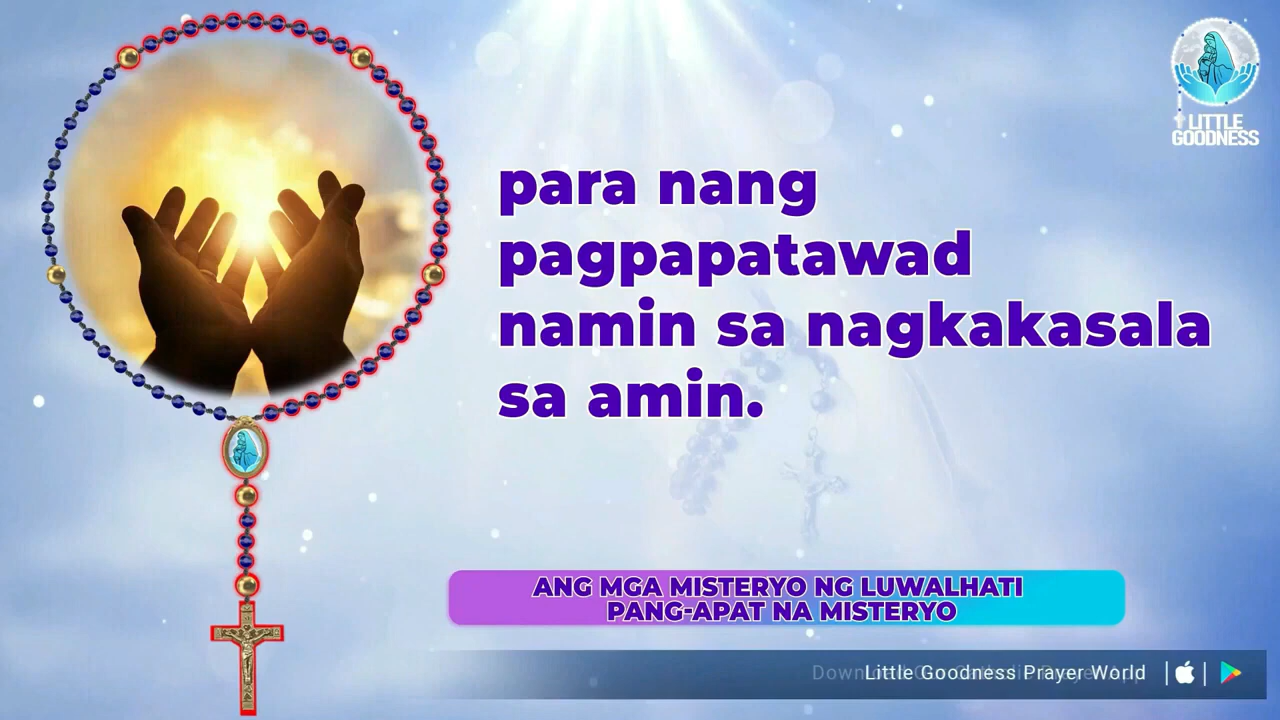 LITTLE
GOODNESS
para nang
pagpapatawad
namin sa nagkakasala
sa amin.
ANG MGA MISTERYO NG LUWALHATI
PANG-APAT NA MISTERYO
Little Goodness Prayer World